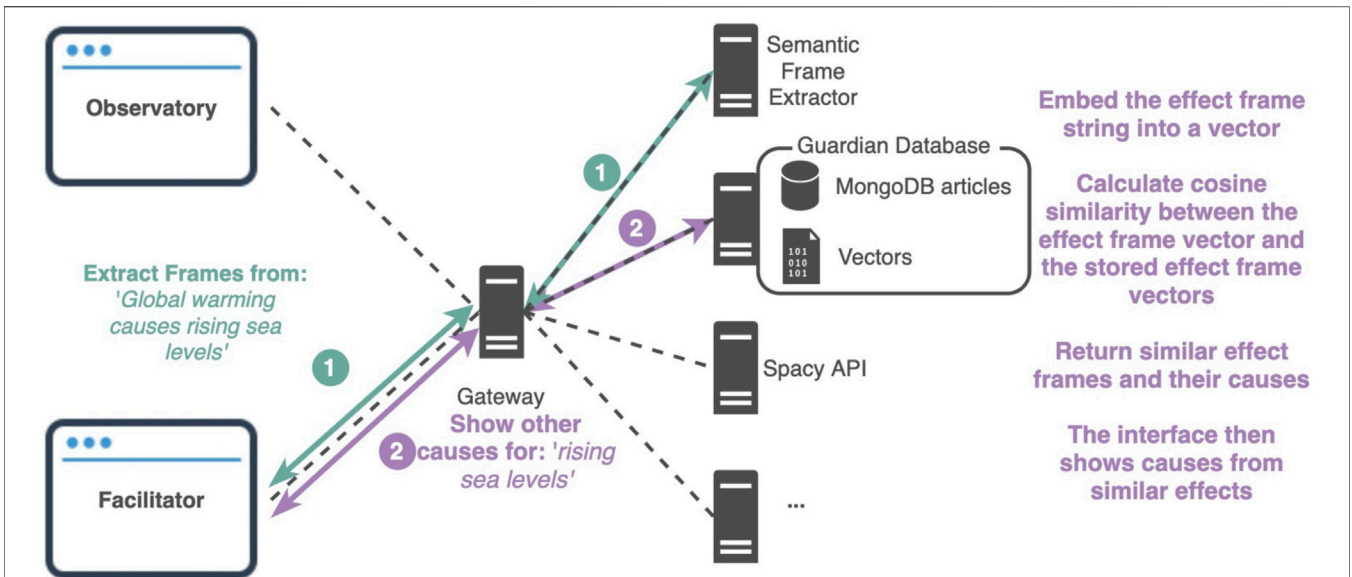 Observatory
Extract Frames from:
'Global warming
causes rising sea
levels'
1
Facilitator
Gateway
Show other
2 causes for: 'rising
sea levels'
1
2
Semantic
Frame
Extractor
Guardian Database
MongoDB articles
101
010
101
Vectors
Spacy API
...
Embed the effect frame
string into a vector
Calculate cosine
similarity between the
effect frame vector and
the stored effect frame
vectors
Return similar effect
frames and their causes
The interface then
shows causes from
similar effects